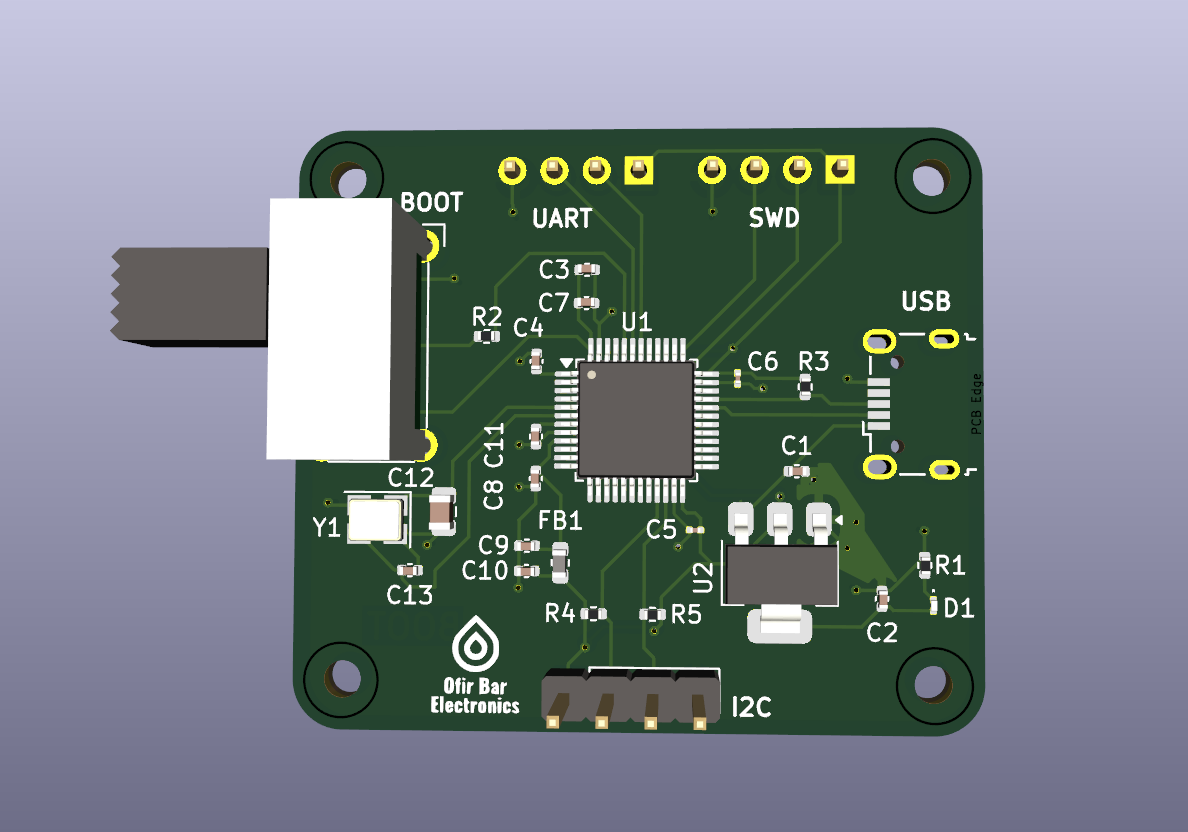 BOOT
UART
SWD
C3
USB
C7
R2
C4
U1
C6
R3
PCB Edge
C11
C1
C12
C8
Y1
FB1
C5
C9
C10
U2
R1
C13
R4
R5
D1
C2
Ofir Bar
Electronics
I2C